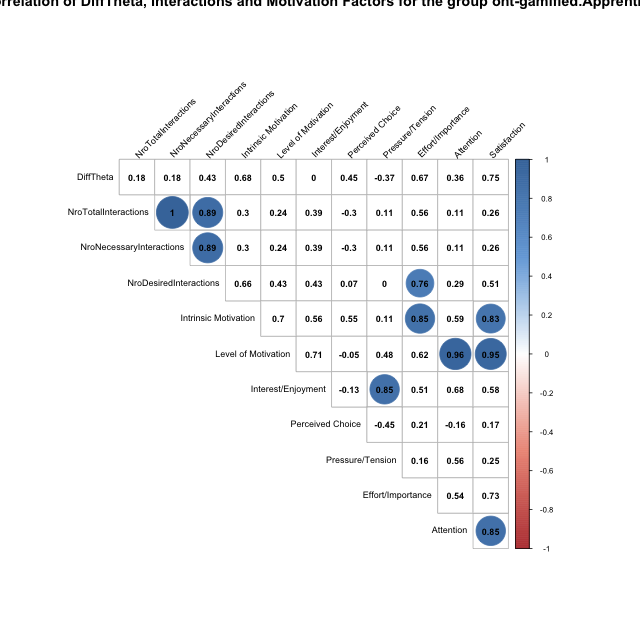 rrelation of DiffTheta, Interactions and Motivation Factors for the group ont-gamified.Apprenti
NroTotalInteractions
NroNecessaryInteractions
NroDesiredInteractions
Intrinsic Motivation
Level of Motivation
Interest/Enjoyment
Perceived Choice
Pressure/Tension
Effort/Importance
Attention
Satisfaction
DiffTheta 0.18 0.18 0.43 0.68 0.5 0 0.45 -0.37 0.67 0.36 0.75
NroTotalInteractions 1 0.89 0.3 0.24 0.39 -0.3 0.11 0.56 0.11 0.26
NroNecessaryInteractions 0.89 0.3 0.24 0.39 -0.3 0.11 0.56 0.11 0.26
NroDesiredInteractions 0.66 0.43 0.43 0.07 0 0.76 0.29 0.51
Intrinsic Motivation 0.7 0.56 0.55 0.11 0.85 0.59 0.83
Level of Motivation 0.71 -0.05 0.48 0.62 0.96 0.95
Interest/Enjoyment -0.13 0.85 0.51 0.68 0.58
Perceived Choice -0.45 0.21 -0.16 0.17
Pressure/Tension 0.16 0.56 0.25
Effort/Importance 0.54 0.73
Attention 0.85
1
0.8
0.6
0.4
0.2
0
-0.2
-0.4
-0.6
-0.8
-1